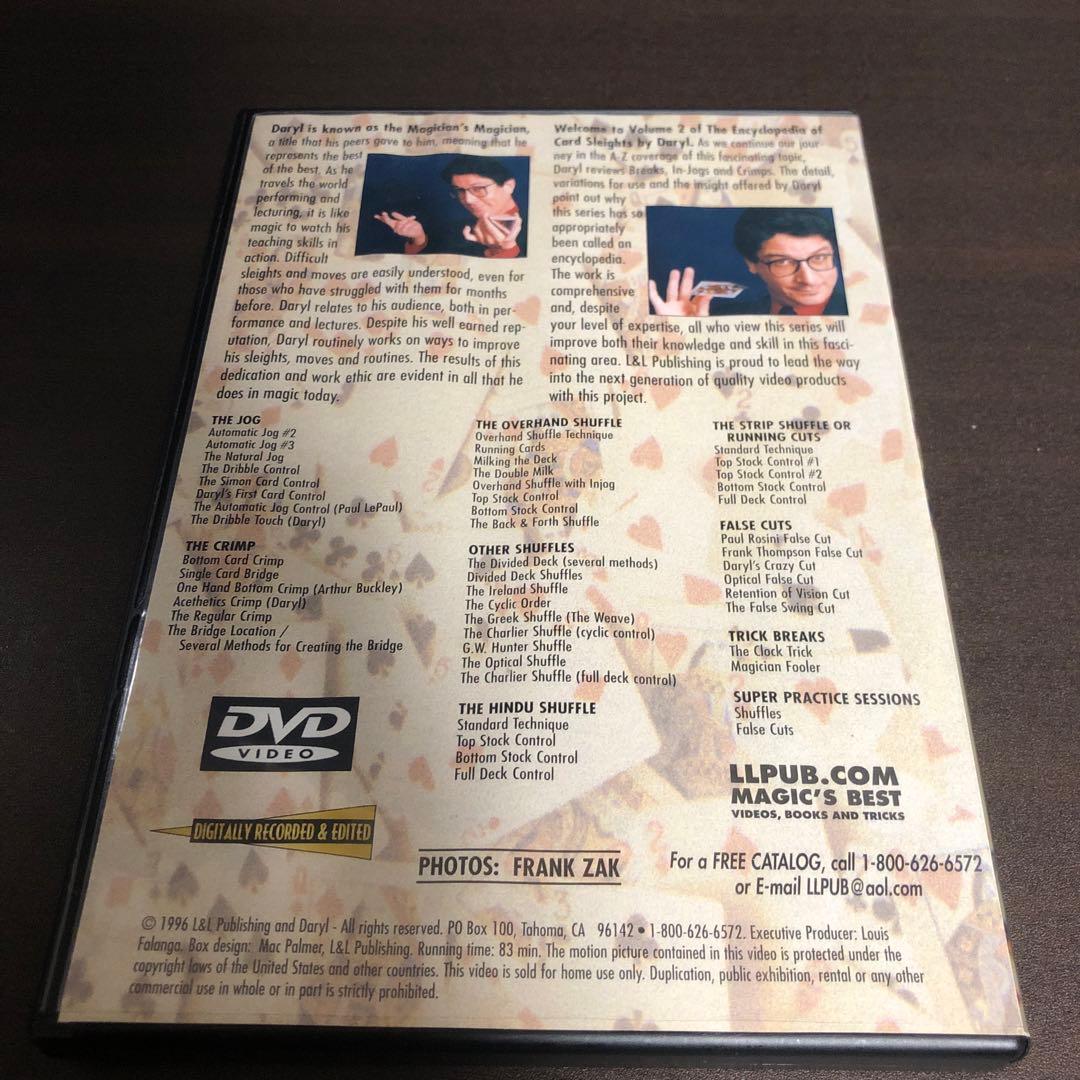 Daryl is known as the Magician's Magician,
a title that his peers gave to him, meaning that he
represents the best
of the best. As he
travels the world
performing and
lecturing, it is like
magic to watch his
teaching skills in
action. Difficult
sleights and moves are easily understood, even for
those who have struggled with them for months
before. Daryl relates to his audience, both in per-
formance and lectures. Despite his well earned rep-
utation, Daryl routinely works on ways to improve
his sleights, moves and routines. The results of this
dedication and work ethic are evident in all that he
does in magic today.
Welcome to Volume 2 of The Encyclopedia of
Card Sleights by Daryl. As we continue our jour-
ney in the A-Z coverage of this fascinating topic,
Daryl reviews Breaks, In-Jogs and Crimps. The detail,
variations for use and the insight offered by Daryl
point out why
this series has so
appropriately
been called an
encyclopedia.
The work is
comprehensive
and, despite
your level of expertise, all who view this series will
improve both their knowledge and skill in this fasci-
nating area. L&L Publishing is proud to lead the way
into the next generation of quality video products
with this project.
THE JOG
Automatic Jog #2
Automatic Jog #3
The Natural Jog
The Dribble Control
The Simon Card Control
Daryl's First Card Control
The Automatic Jog Control (Paul LePaul)
The Dribble Touch (Daryl)
THE CRIMP
Bottom Card Crimp
Single Card Bridge
One Hand Bottom Crimp (Arthur Buckley)
Acethetics Crimp (Daryl)
The Regular Crimp
The Bridge Location /
Several Methods for Creating the Bridge
THE OVERHAND SHUFFLE
Overhand Shuffle Technique
Running Cards
Milking the Deck
The Double Milk
Overhand Shuffle with Injog
Top Stock Control
Bottom Stock Control
The Back & Forth Shuffle
OTHER SHUFFLES
The Divided Deck (several methods)
Divided Deck Shuffles
The Ireland Shuffle
The Cyclic Order
The Greek Shuffle (The Weave)
The Charlier Shuffle (cyclic control)
G.W. Hunter Shuffle
The Optical Shuffle
The Charlier Shuffle (full deck control)
THE HINDU SHUFFLE
Standard Technique
Top Stock Control
Bottom Stock Control
Full Deck Control
THE STRIP SHUFFLE OR
RUNNING CUTS
Standard Technique
Top Stock Control #1
Top Stock Control #2
Bottom Stock Control
Full Deck Control
FALSE CUTS
Paul Rosini False Cut
Frank Thompson False Cut
Daryl's Crazy Cut
Optical False Cut
Retention of Vision Cut
The False Swing Cut
TRICK BREAKS
The Clock Trick
Magician Fooler
SUPER PRACTICE SESSIONS
Shuffles
False Cuts
DVD
VIDEO
DIGITALLY RECORDED & EDITED
LLPUB.COM
MAGIC'S BEST
VIDEOS, BOOKS AND TRICKS
PHOTOS: FRANK ZAK
For a FREE CATALOG, call 1-800-626-6572
or E-mail LLPUB@aol.com
© 1996 L&L Publishing and Daryl - All rights reserved. PO Box 100, Tahoma, CA 96142 • 1-800-626-6572. Executive Producer: Louis
Falanga. Box design: Mac Palmer, L&L Publishing. Running time: 83 min. The motion picture contained in this video is protected under the
copyright laws of the United States and other countries. This video is sold for home use only. Duplication, public exhibition, rental or any other
commercial use in whole or in part is strictly prohibited.